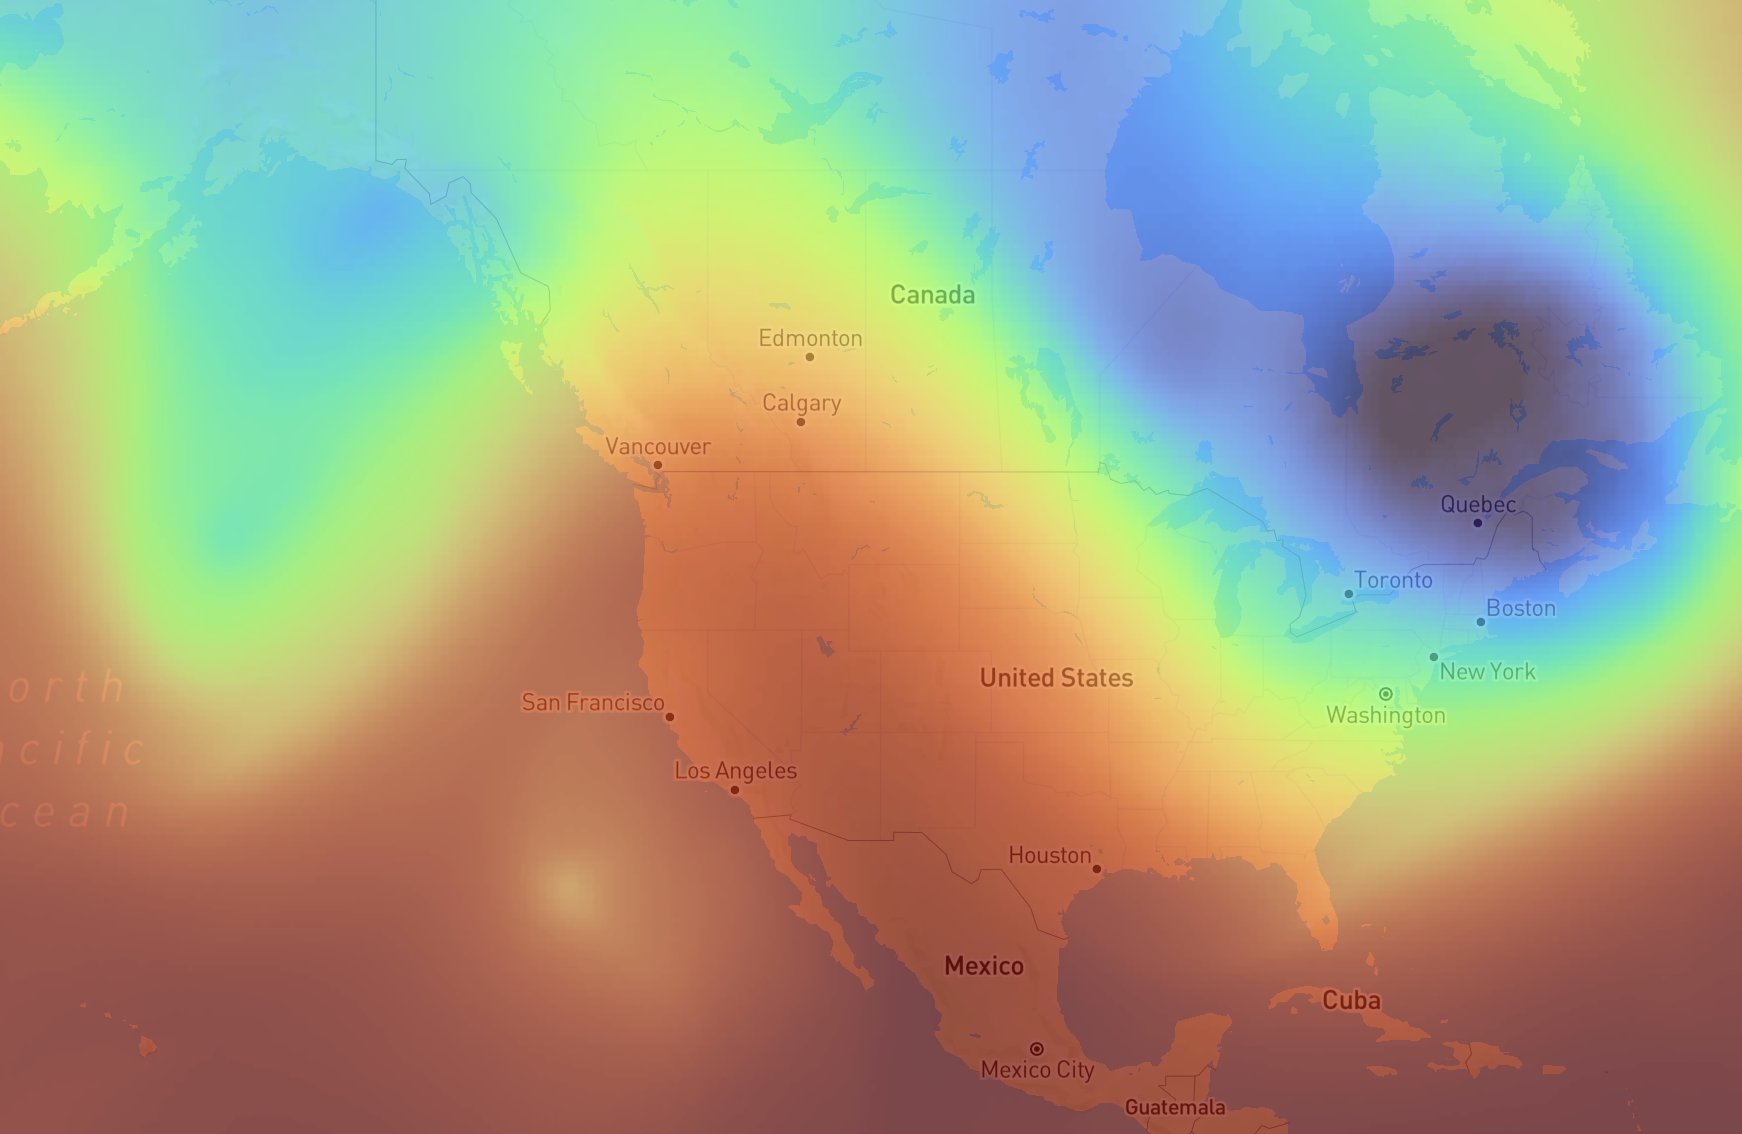 Canada
Edmonton
Calgary
Vancouver
Quebec
Toronto
Boston
New York
United States
orth
Washington
San Francisco
acific
Los Angeles
cean
Houston
Mexico
Cuba
Mexico City
Guatemala